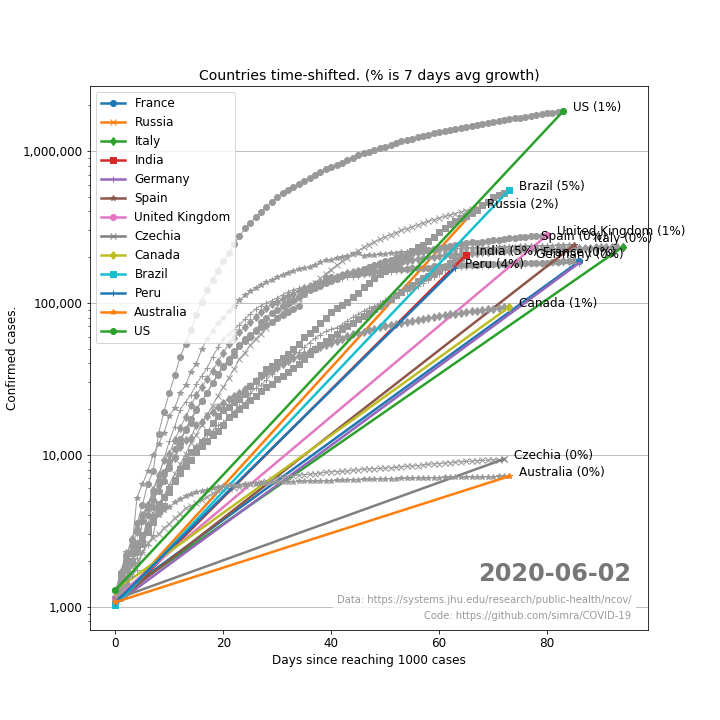 Countries time-shifted. (% is 7 days avg growth)
France
Russia
Italy
India
Germany
Spain
United Kingdom
Czechia
Canada
Brazil
Peru
Australia
US
US (1%)
Brazil (5%)
Russia (2%)
United Kingdom (1%)
Spain (0%)
Italy (0%)
India (5%)
France (0%)
Germany (0%)
Peru (4%)
Canada (1%)
Czechia (0%)
Australia (0%)
1,000,000
100,000
10,000
1,000
Confirmed cases.
2020-06-02
Data: https://systems.jhu.edu/research/public-health/ncov/
Code: https://github.com/simra/COVID-19
0 20 40 60 80
Days since reaching 1000 cases